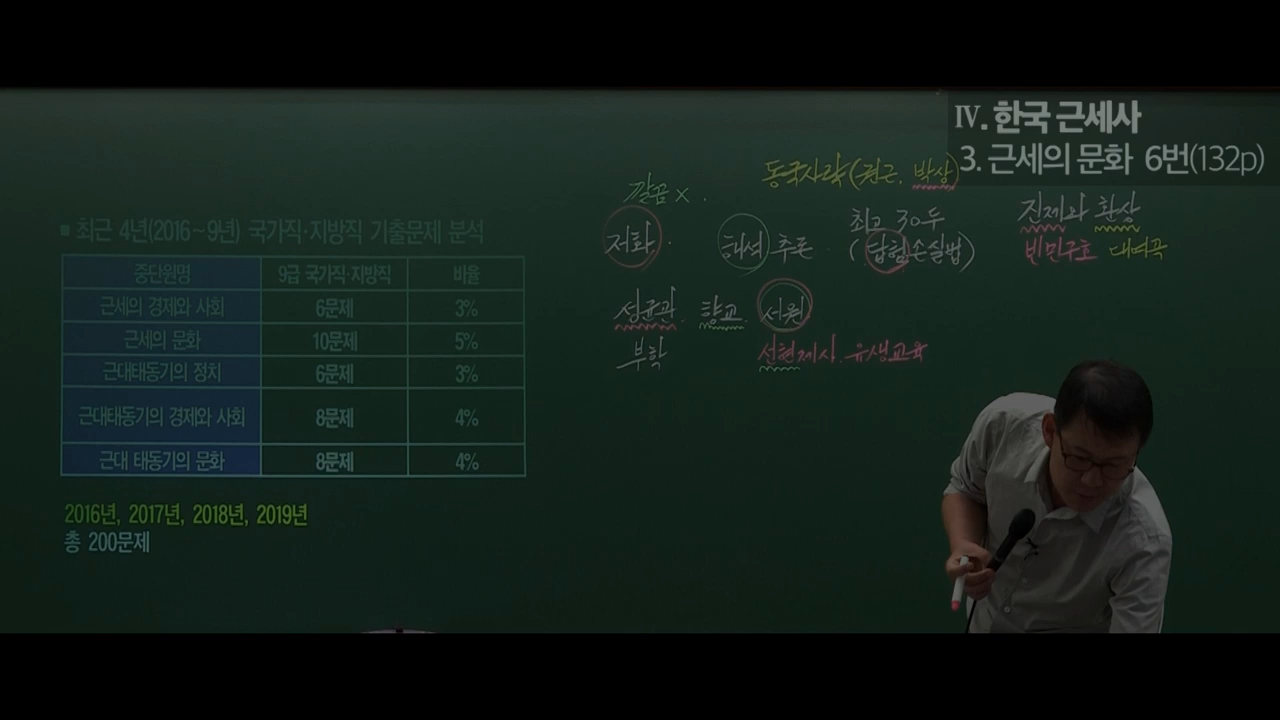 Ⅳ. 한국 근세사
3. 근세의 문화 6번(132p)
■ 최근 4년(2016~9년) 국가직·지방직 기출문제 분석
중단원명 9급 국가직·지방직 비율
근세의 경제와 사회 6문제 3%
근세의 문화 10문제 5%
근대태동기의 정치 6문제 3%
근대태동기의 경제와 사회 8문제 4%
근대 태동기의 문화 8문제 4%
2016년, 2017년, 2018년, 2019년
총 200문제
동국사략(권근, 박상)
깔끔 ×.
저화. 해석 추론. 최고 30두 진제와 환상
(답험손실법) 빈민구호 대여곡
성균관. 향교. 서원
부학 선현제사. 유생교육